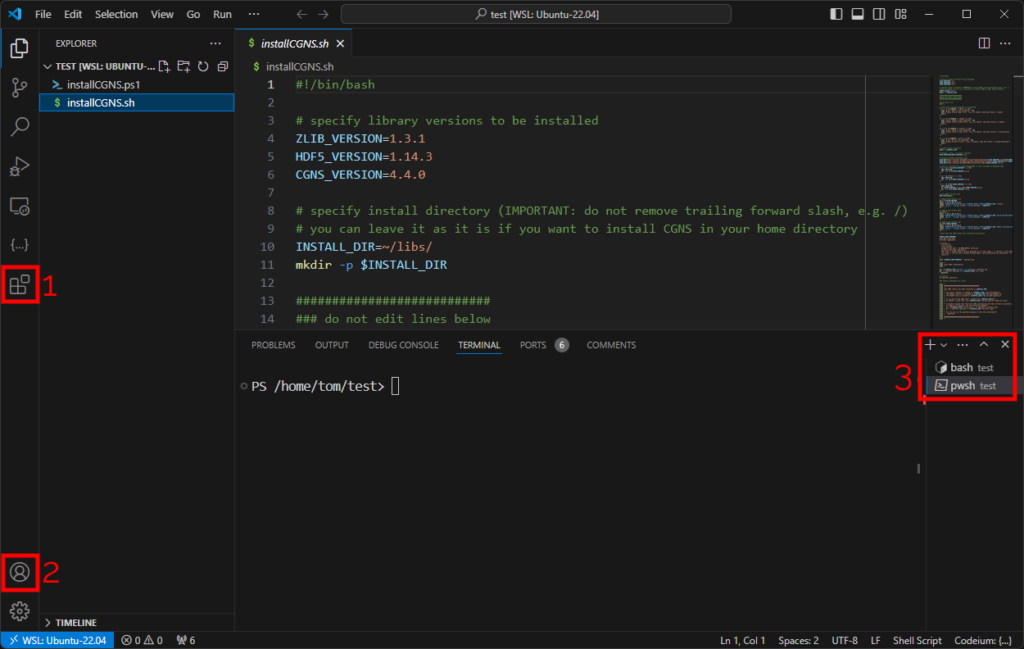 File Edit Selection View Go Run ··· test [WSL: Ubuntu-22.04]
EXPLORER ···
TEST [WSL: UBUNTU-...
installCGNS.ps1
$ installCGNS.sh
{...}
1
2
$ installCGNS.sh ···
$ installCGNS.sh
1 #!/bin/bash
2
3 # specify library versions to be installed
4 ZLIB_VERSION=1.3.1
5 HDF5_VERSION=1.14.3
6 CGNS_VERSION=4.4.0
7
8 # specify install directory (IMPORTANT: do not remove trailing forward slash, e.g. /)
9 # you can leave it as it is if you want to install CGNS in your home directory
10 INSTALL_DIR=~/libs/
11 mkdir -p $INSTALL_DIR
12
13 ###########################
14 ### do not edit lines below
PROBLEMS OUTPUT DEBUG CONSOLE TERMINAL PORTS 6 COMMENTS ···
PS /home/tom/test>
3
bash test
pwsh test
TIMELINE
WSL: Ubuntu-22.04 0 0 6 Ln 1, Col 1 Spaces: 2 UTF-8 LF Shell Script Codeium: {...}